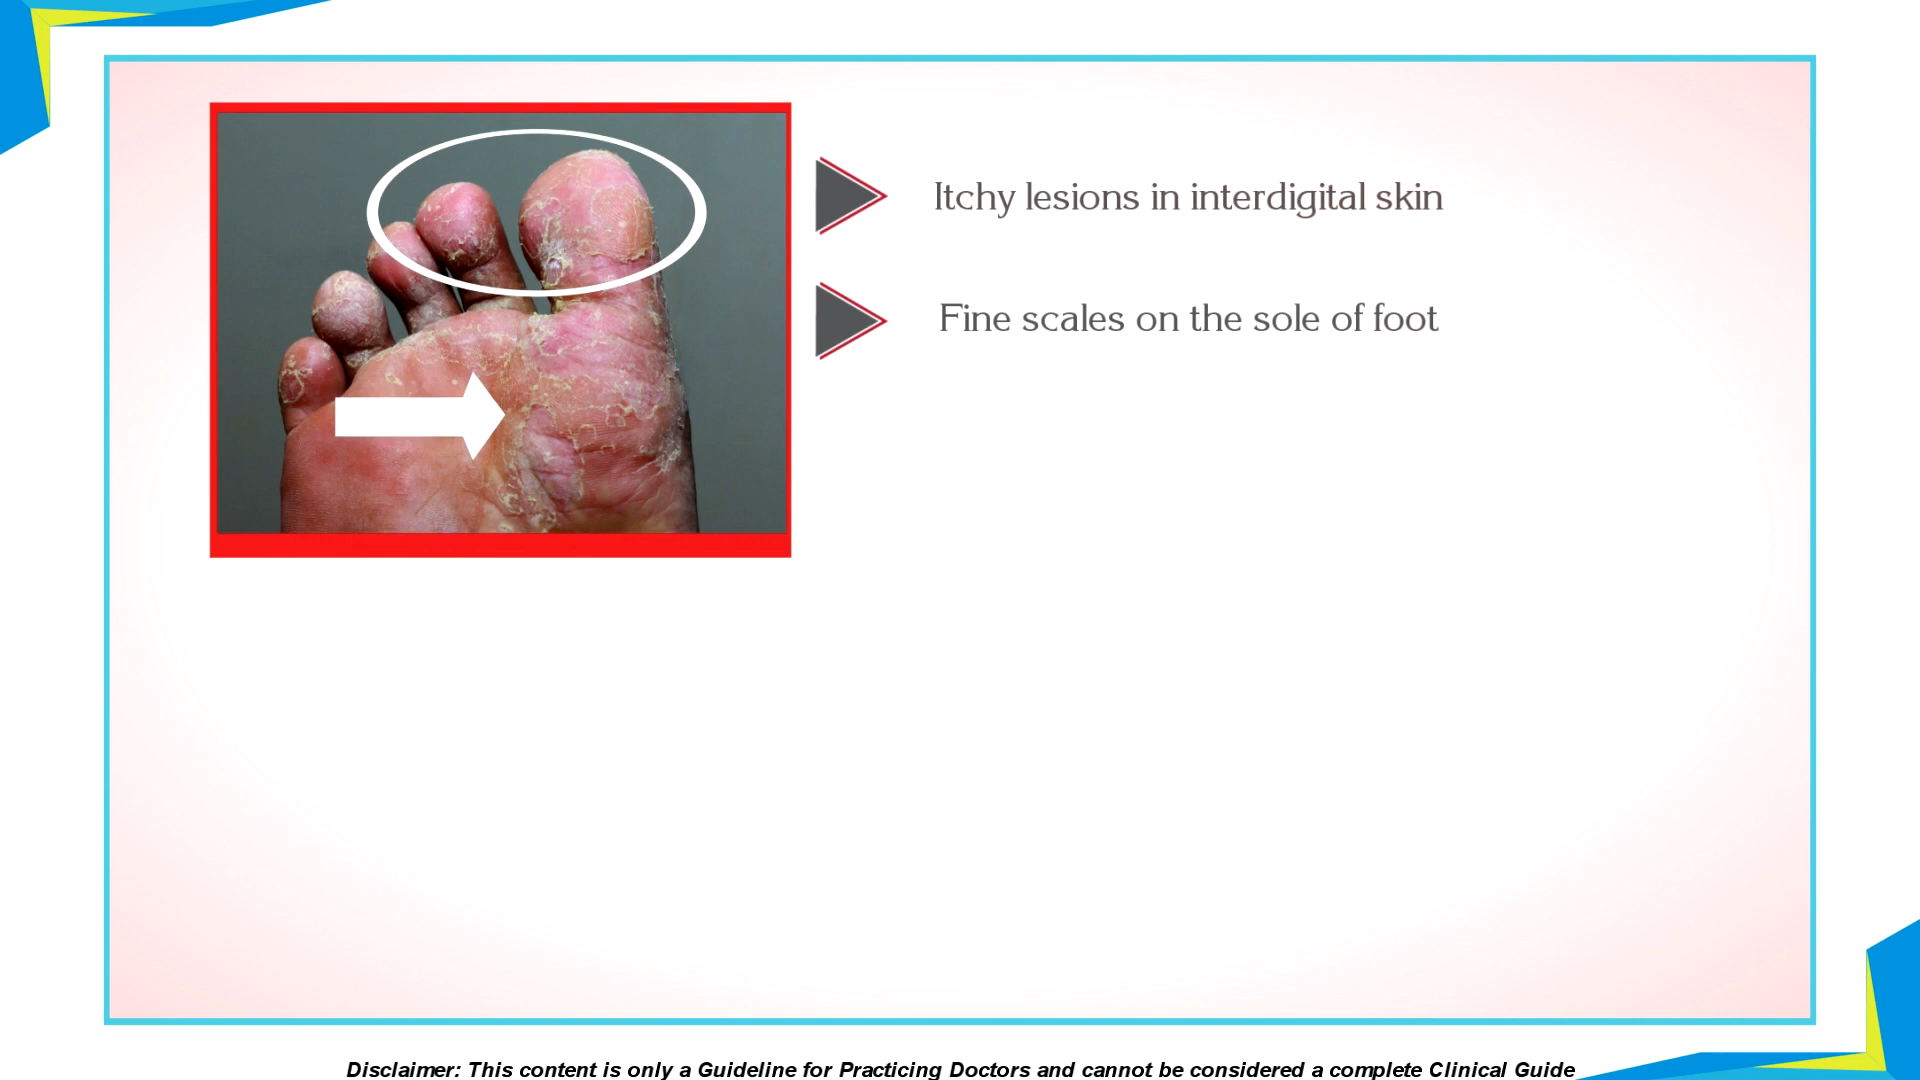 Itchy lesions in interdigital skin
Fine scales on the sole of foot
Disclaimer: This content is only a Guideline for Practicing Doctors and cannot be considered a complete Clinical Guide